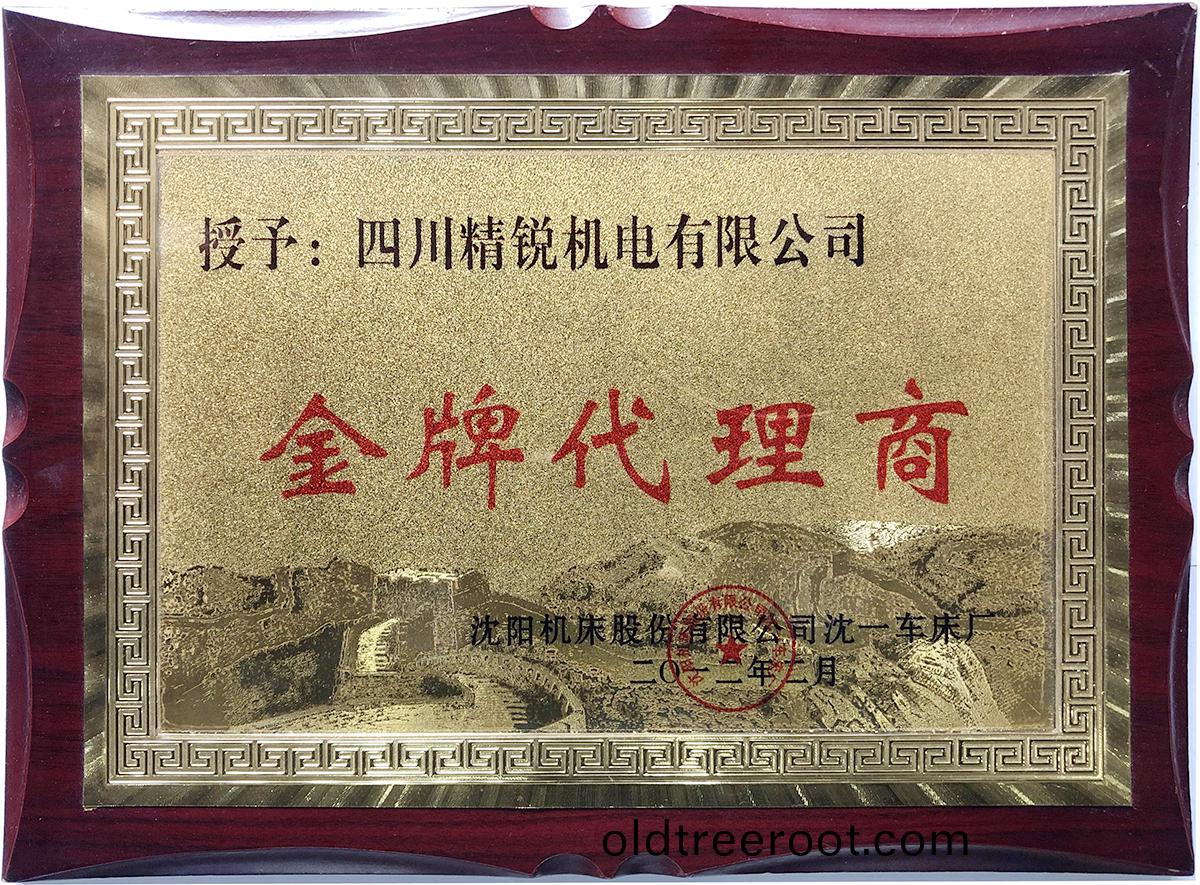 授予：四川精锐机电有限公司
金牌代理商
沈阳机床股份有限公司沈一车床厂
二〇一二年二月
oldtreeroot.com